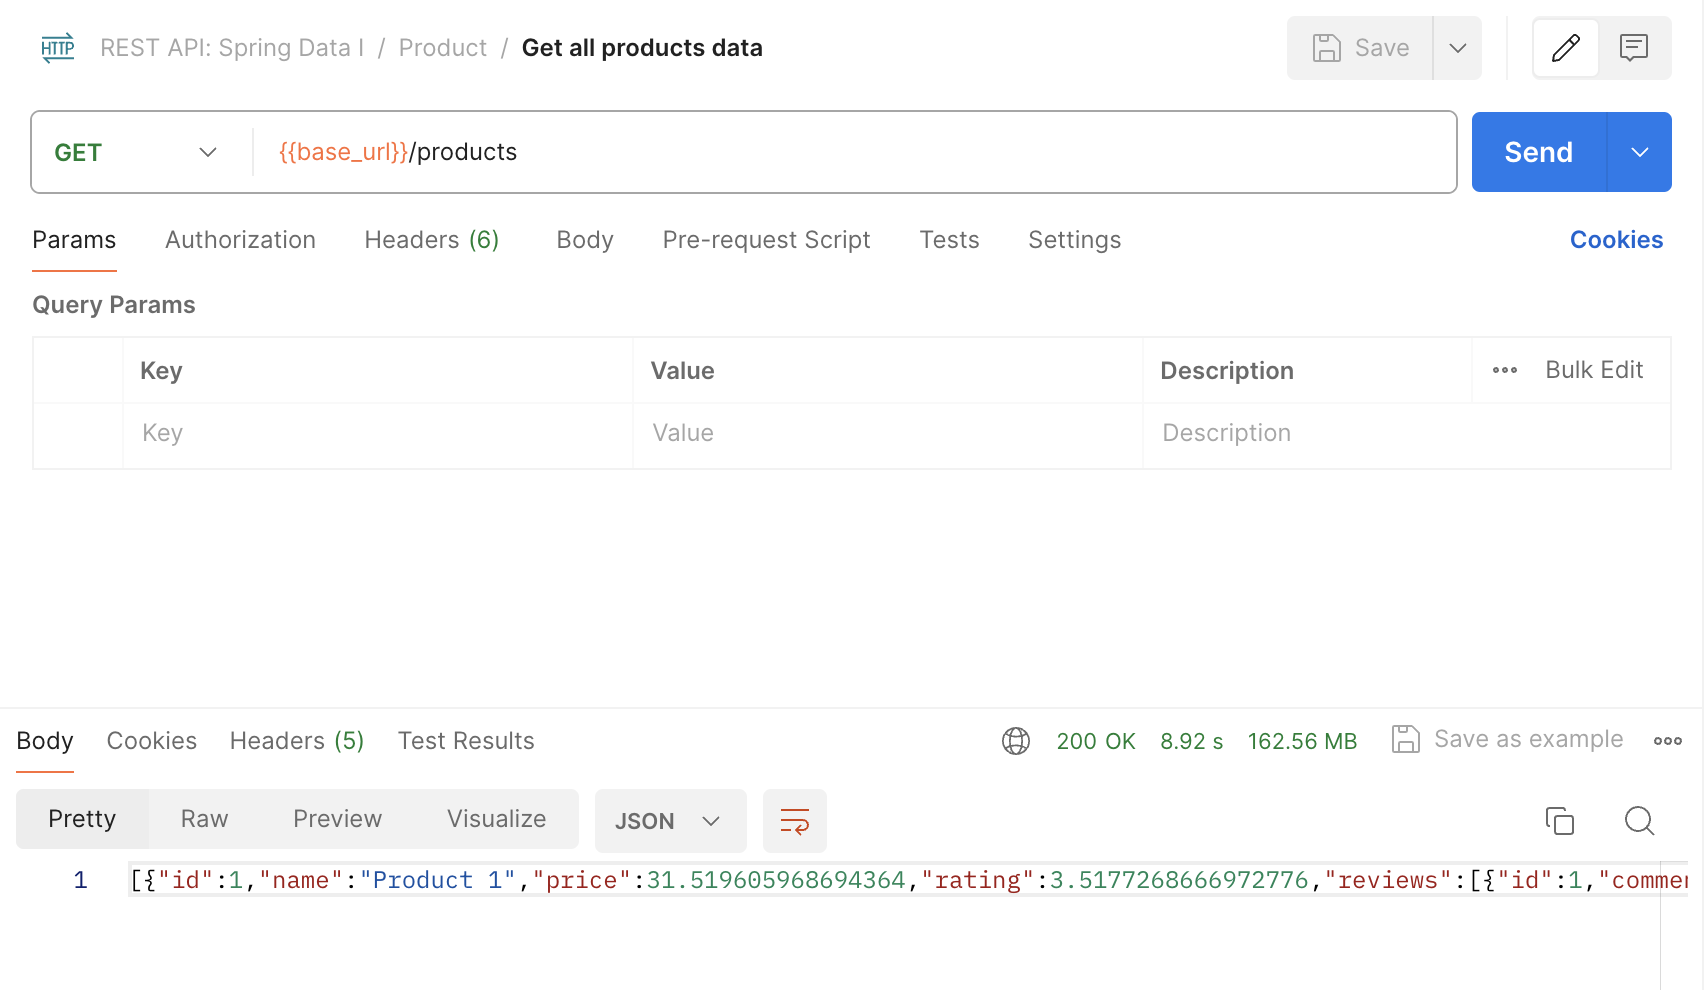 HTTP REST API: Spring Data I / Product / Get all products data Save
GET {{base_url}}/products Send
Params Authorization Headers (6) Body Pre-request Script Tests Settings Cookies
Query Params
Key Value Description Bulk Edit
Key Value Description
Body Cookies Headers (5) Test Results 200 OK 8.92 s 162.56 MB Save as example
Pretty Raw Preview Visualize JSON
1 [{"id":1,"name":"Product 1","price":31.519605968694364,"rating":3.5177268666972776,"reviews":[{"id":1,"commen